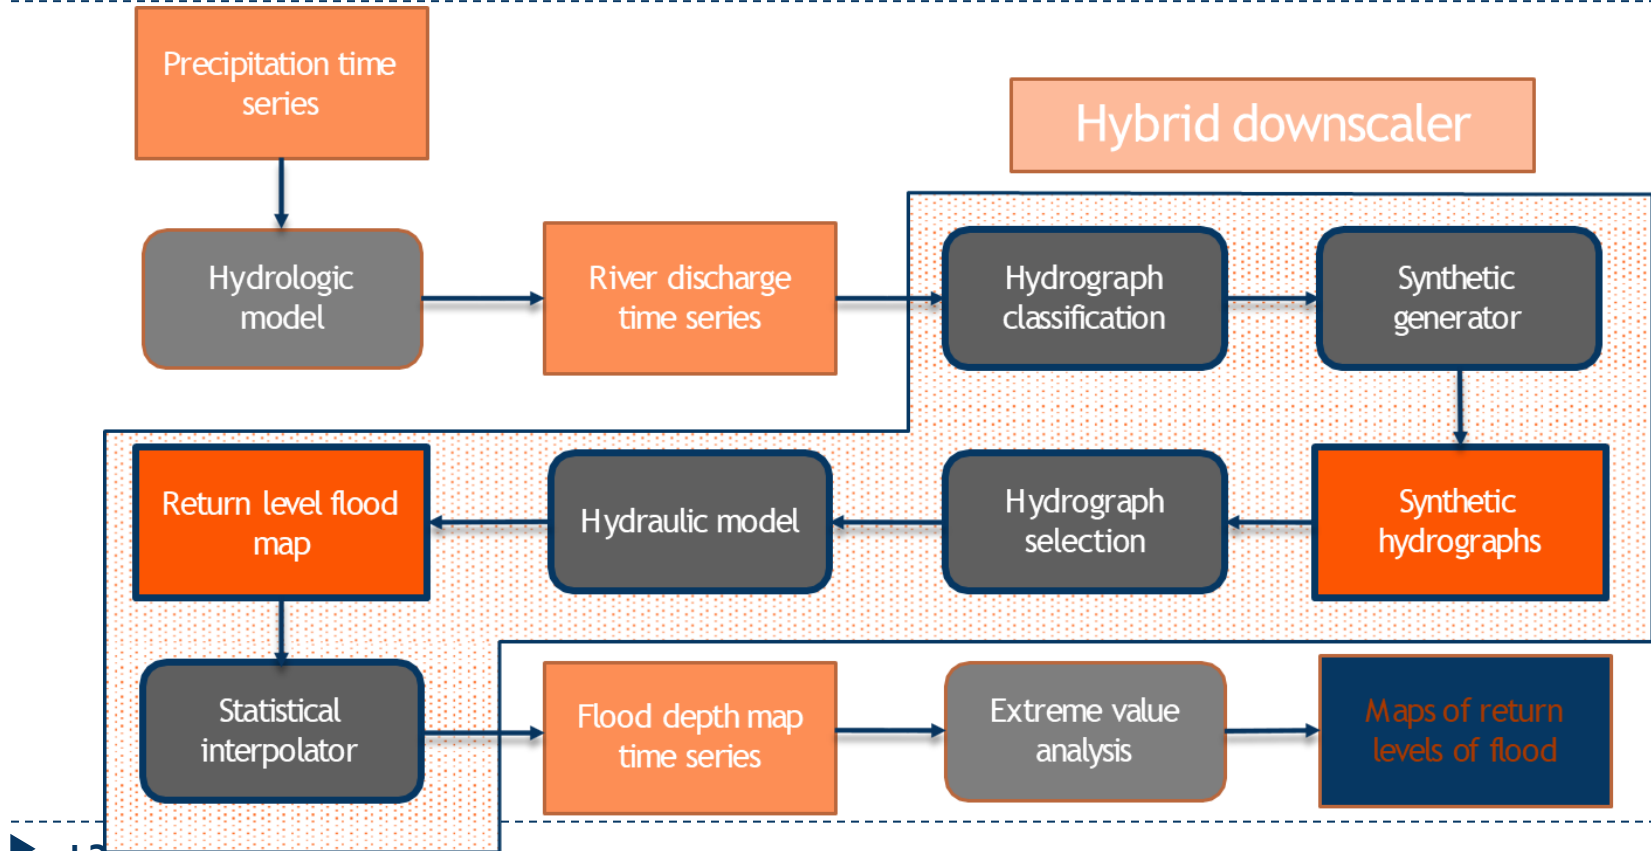 Precipitation time
series
Hybrid downscaler
Hydrologic
model
River discharge
time series
Hydrograph
classification
Synthetic
generator
Return level flood
map
Hydraulic model
Hydrograph
selection
Synthetic
hydrographs
Statistical
interpolator
Flood depth map
time series
Extreme value
analysis
Maps of return
levels of flood